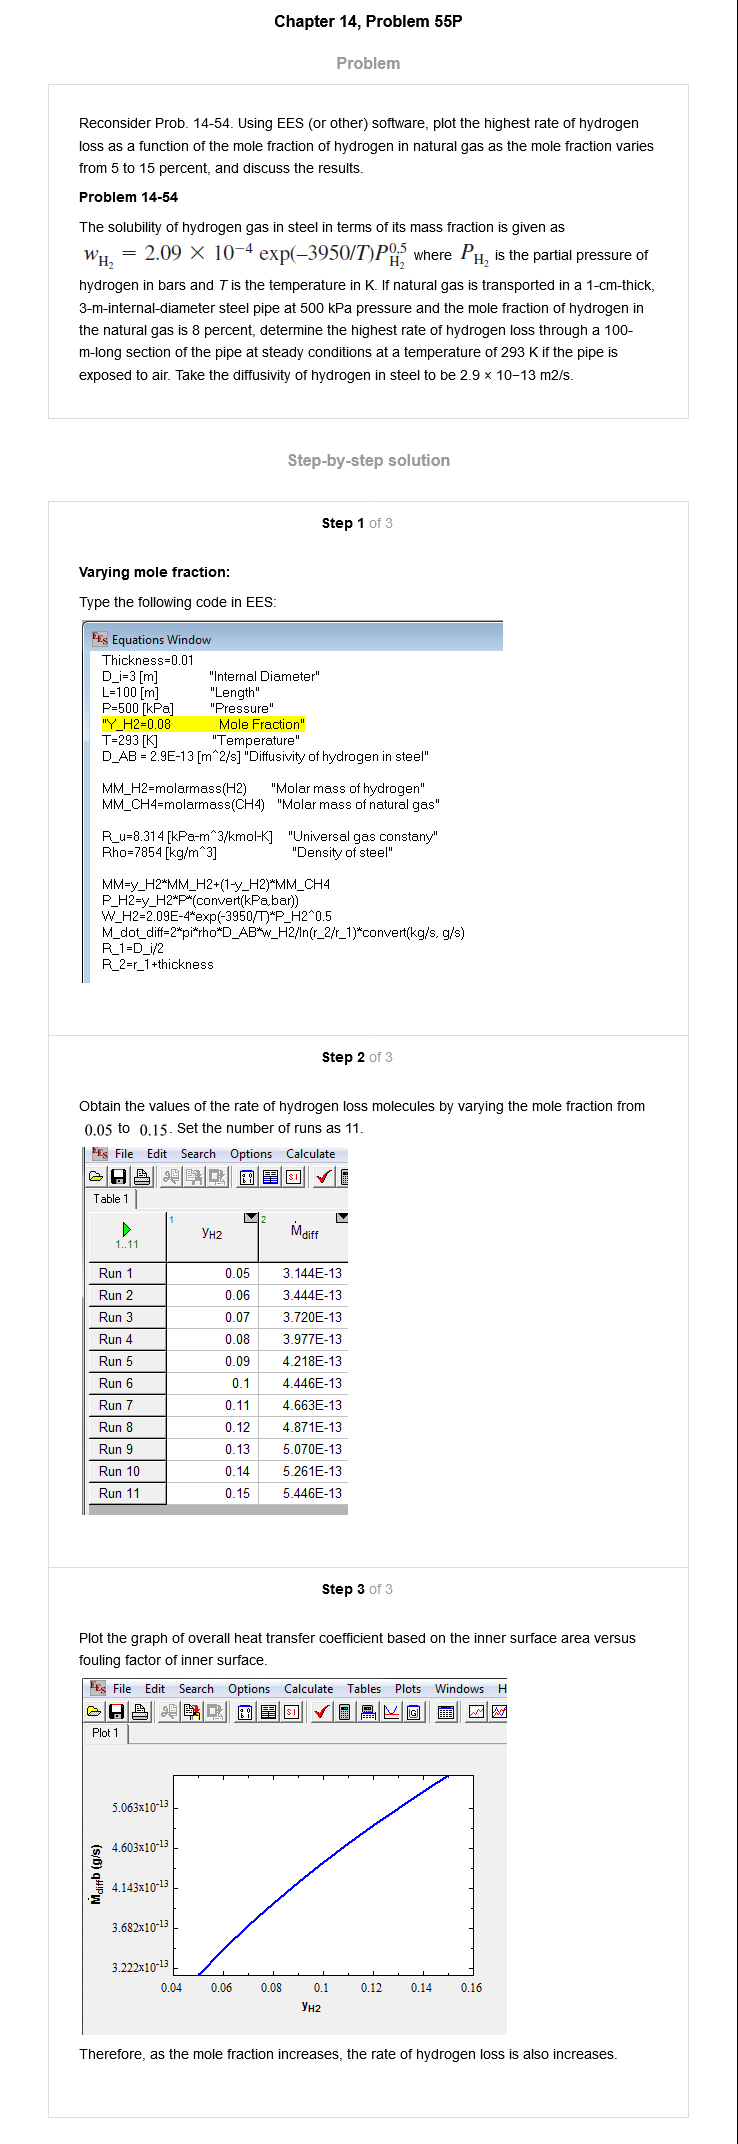 Chapter 14, Problem 55P
Problem
Reconsider Prob. 14-54. Using EES (or other) software, plot the highest rate of hydrogen
loss as a function of the mole fraction of hydrogen in natural gas as the mole fraction varies
from 5 to 15 percent, and discuss the results.
Problem 14-54
The solubility of hydrogen gas in steel in terms of its mass fraction is given as
w_H₂ = 2.09 × 10⁻⁴ exp(−3950/T)P_H₂^0.5 where P_H₂ is the partial pressure of
hydrogen in bars and T is the temperature in K. If natural gas is transported in a 1-cm-thick,
3-m-internal-diameter steel pipe at 500 kPa pressure and the mole fraction of hydrogen in
the natural gas is 8 percent, determine the highest rate of hydrogen loss through a 100-
m-long section of the pipe at steady conditions at a temperature of 293 K if the pipe is
exposed to air. Take the diffusivity of hydrogen in steel to be 2.9 × 10−13 m2/s.
Step-by-step solution
Step 1 of 3
Varying mole fraction:
Type the following code in EES:
EES Equations Window
Thickness=0.01
D_i=3 [m] "Internal Diameter"
L=100 [m] "Length"
P=500 [kPa] "Pressure"
"Y_H2=0.08 Mole Fraction"
T=293 [K] "Temperature"
D_AB = 2.9E-13 [m^2/s] "Diffusivity of hydrogen in steel"
MM_H2=molarmass(H2) "Molar mass of hydrogen"
MM_CH4=molarmass(CH4) "Molar mass of natural gas"
R_u=8.314 [kPa-m^3/kmol-K] "Universal gas constany"
Rho=7854 [kg/m^3] "Density of steel"
MM=y_H2*MM_H2+(1-y_H2)*MM_CH4
P_H2=y_H2*P*(convert(kPa,bar))
W_H2=2.09E-4*exp(-3950/T)*P_H2^0.5
M_dot_diff=2*pi*rho*D_AB*w_H2/ln(r_2/r_1)*convert(kg/s, g/s)
R_1=D_i/2
R_2=r_1+thickness
Step 2 of 3
Obtain the values of the rate of hydrogen loss molecules by varying the mole fraction from
0.05 to 0.15. Set the number of runs as 11.
EES File Edit Search Options Calculate
Table 1
1..11 1 yH2 2 Ṁdiff
Run 1 0.05 3.144E-13
Run 2 0.06 3.444E-13
Run 3 0.07 3.720E-13
Run 4 0.08 3.977E-13
Run 5 0.09 4.218E-13
Run 6 0.1 4.446E-13
Run 7 0.11 4.663E-13
Run 8 0.12 4.871E-13
Run 9 0.13 5.070E-13
Run 10 0.14 5.261E-13
Run 11 0.15 5.446E-13
Step 3 of 3
Plot the graph of overall heat transfer coefficient based on the inner surface area versus
fouling factor of inner surface.
EES File Edit Search Options Calculate Tables Plots Windows H
Plot 1
5.063x10⁻¹³
4.603x10⁻¹³
4.143x10⁻¹³
3.682x10⁻¹³
3.222x10⁻¹³
Ṁdiff b (g/s)
0.04 0.06 0.08 0.1 0.12 0.14 0.16
yH2
Therefore, as the mole fraction increases, the rate of hydrogen loss is also increases.